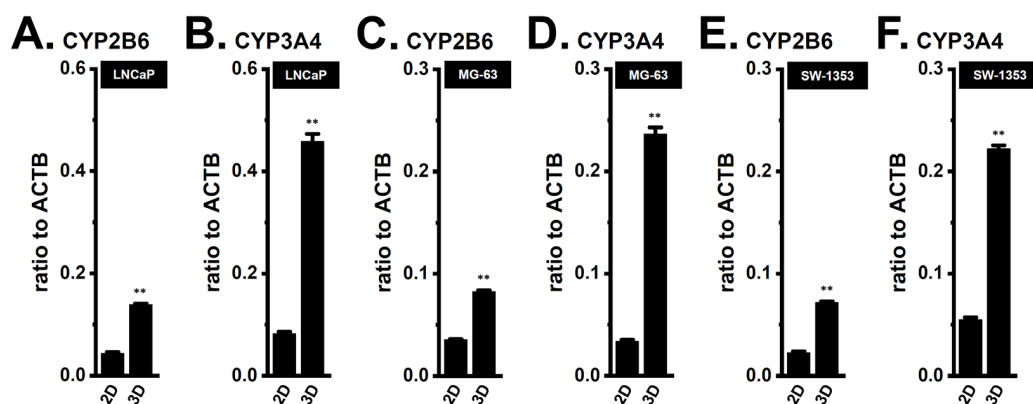 A. CYP2B6
LNCaP
ratio to ACTB
0.6
0.4
0.2
0.0
**
2D
3D
B. CYP3A4
LNCaP
ratio to ACTB
0.6
0.4
0.2
0.0
**
2D
3D
C. CYP2B6
MG-63
ratio to ACTB
0.3
0.2
0.1
0.0
**
2D
3D
D. CYP3A4
MG-63
ratio to ACTB
0.3
0.2
0.1
0.0
**
2D
3D
E. CYP2B6
SW-1353
ratio to ACTB
0.3
0.2
0.1
0.0
**
2D
3D
F. CYP3A4
SW-1353
ratio to ACTB
0.3
0.2
0.1
0.0
**
2D
3D